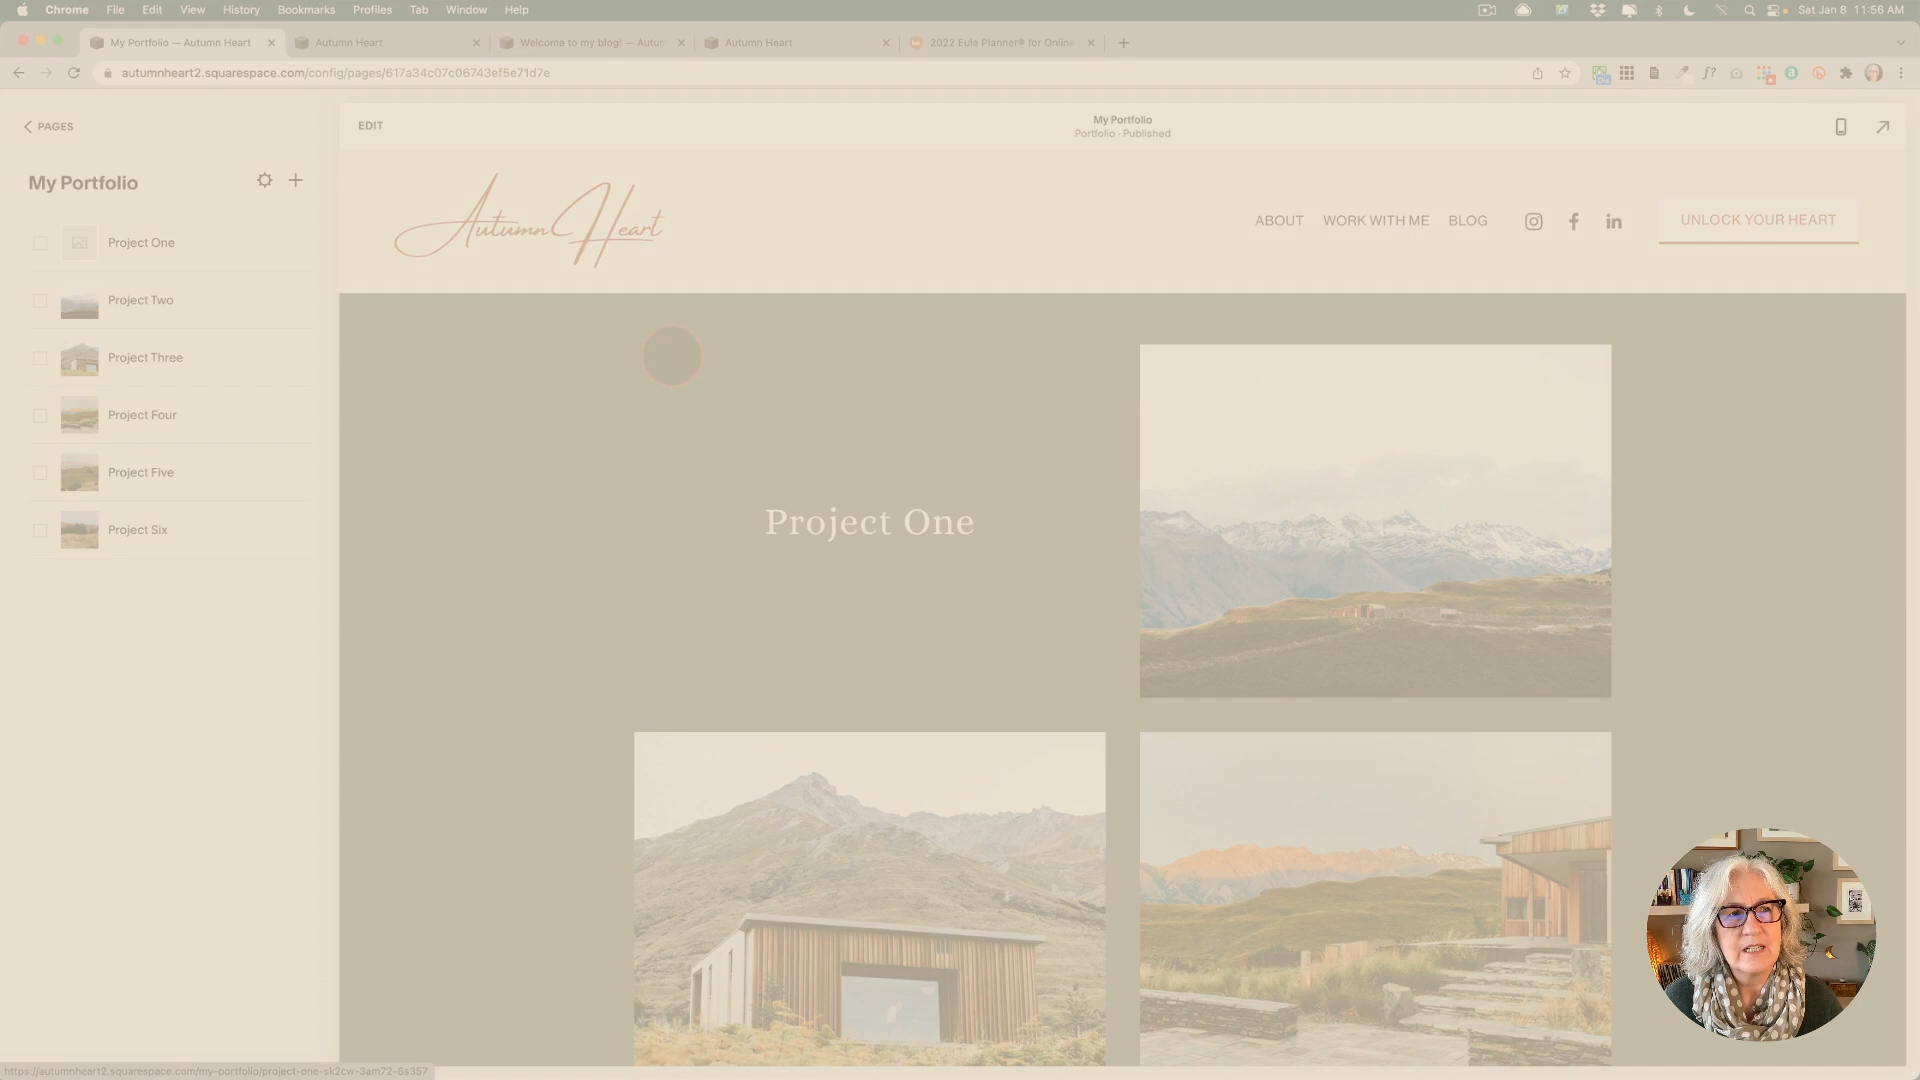 Chrome File Edit View History Bookmarks Profiles Tab Window Help
Sat Jan 8 11:56 AM
My Portfolio — Autumn Heart
Autumn Heart
Welcome to my blog! — Autum
Autumn Heart
2022 Eule Planner® for Online
autumnheart2.squarespace.com/config/pages/617a34c07c06743ef5e71d7e
f?
PAGES
EDIT
My Portfolio
Portfolio · Published
My Portfolio
Project One
Project Two
Project Three
Project Four
Project Five
Project Six
Autumn Heart
ABOUT WORK WITH ME BLOG
UNLOCK YOUR HEART
Project One
https://autumnheart2.squarespace.com/my-portfolio/project-one-sk2cw-3am72-6s357